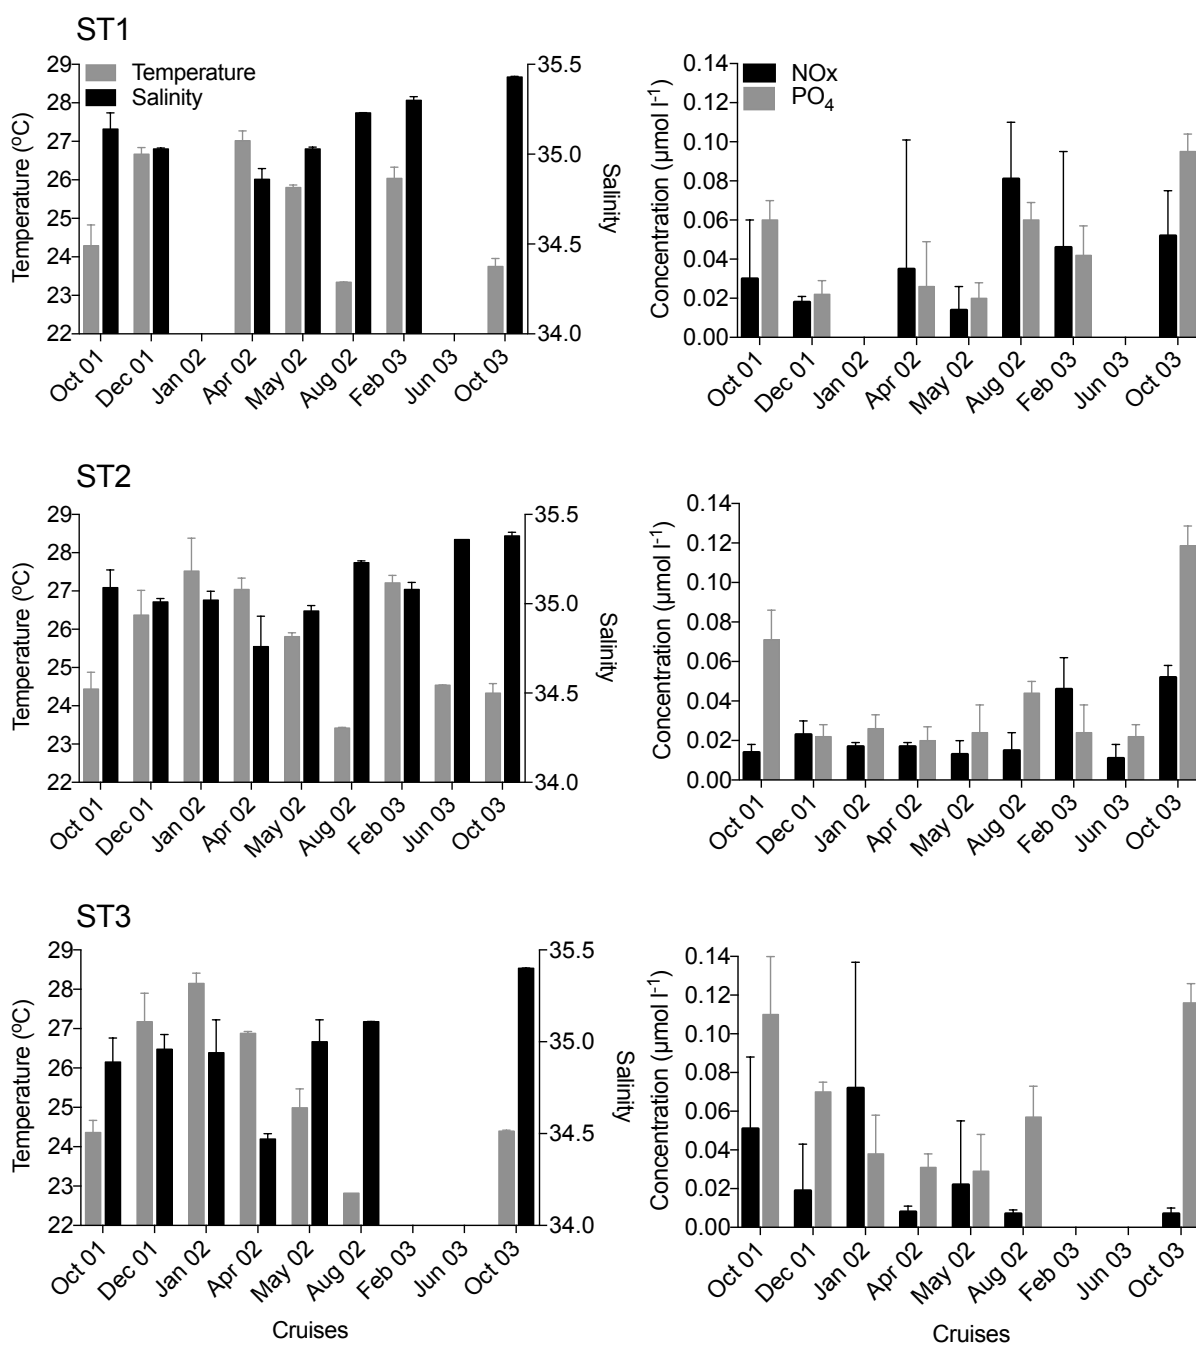 ST1
Temperature (ºC)
29
28
27
26
25
24
23
22
Temperature
Salinity
35.5
35.0
34.5
34.0
Salinity
Oct 01
Dec 01
Jan 02
Apr 02
May 02
Aug 02
Feb 03
Jun 03
Oct 03
Concentration (µmol l-1)
0.14
0.12
0.10
0.08
0.06
0.04
0.02
0.00
NOx
PO4
Oct 01
Dec 01
Jan 02
Apr 02
May 02
Aug 02
Feb 03
Jun 03
Oct 03
ST2
Temperature (ºC)
29
28
27
26
25
24
23
22
35.5
35.0
34.5
34.0
Salinity
Oct 01
Dec 01
Jan 02
Apr 02
May 02
Aug 02
Feb 03
Jun 03
Oct 03
Concentration (µmol l-1)
0.14
0.12
0.10
0.08
0.06
0.04
0.02
0.00
Oct 01
Dec 01
Jan 02
Apr 02
May 02
Aug 02
Feb 03
Jun 03
Oct 03
ST3
Temperature (ºC)
29
28
27
26
25
24
23
22
35.5
35.0
34.5
34.0
Salinity
Oct 01
Dec 01
Jan 02
Apr 02
May 02
Aug 02
Feb 03
Jun 03
Oct 03
Cruises
Concentration (µmol l-1)
0.14
0.12
0.10
0.08
0.06
0.04
0.02
0.00
Oct 01
Dec 01
Jan 02
Apr 02
May 02
Aug 02
Feb 03
Jun 03
Oct 03
Cruises